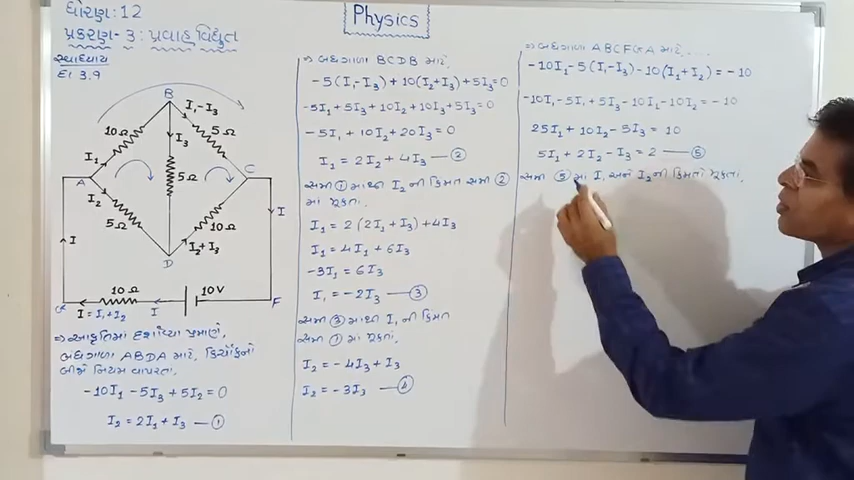 ધોરણ: 12
Physics
પ્રકરણ - 3 : પ્રવાહ વિદ્યુત
સ્વાધ્યાય
દા 3.9
B
I₁-I₃
10Ω
5Ω
I₃
I₁
5Ω
A
C
I₂
5Ω
10Ω
I
I
I₂+I₃
D
10Ω
10V
I
F
I = I₁+I₂
⇒ આકૃતિમાં દર્શાવ્યા પ્રમાણે,
બંધગાળા ABDA માટે, કિર્ચોફનો
બીજો નિયમ વાપરતા,
-10I₁ - 5I₃ + 5I₂ = 0
I₂ = 2I₁ + I₃ — ①
⇒ બંધગાળા BCDB માટે,
-5(I₁-I₃) + 10(I₂+I₃) + 5I₃ = 0
-5I₁ + 5I₃ + 10I₂ + 10I₃ + 5I₃ = 0
-5I₁ + 10I₂ + 20I₃ = 0
I₁ = 2I₂ + 4I₃ — ②
સમી ① માંથી I₂ ની કિંમત સમી ②
માં મૂકતા.
I₁ = 2(2I₁+I₃) + 4I₃
I₁ = 4I₁ + 6I₃
-3I₁ = 6I₃
I₁ = -2I₃ — ③
સમી ③ માંથી I₁ ની કિંમત
સમી ① માં મૂકતા.
I₂ = -4I₃ + I₃
I₂ = -3I₃
⇒ બંધગાળા ABCFGA માટે....
-10I₁ - 5(I₁-I₃) - 10(I₁+I₂) = -10
-10I₁ - 5I₁ + 5I₃ - 10I₁ - 10I₂ = -10
25I₁ + 10I₂ - 5I₃ = 10
5I₁ + 2I₂ - I₃ = 2 — ⑤
સમી ⑤ માં I₁ અને I₂ ની કિંમતો મૂકતા,